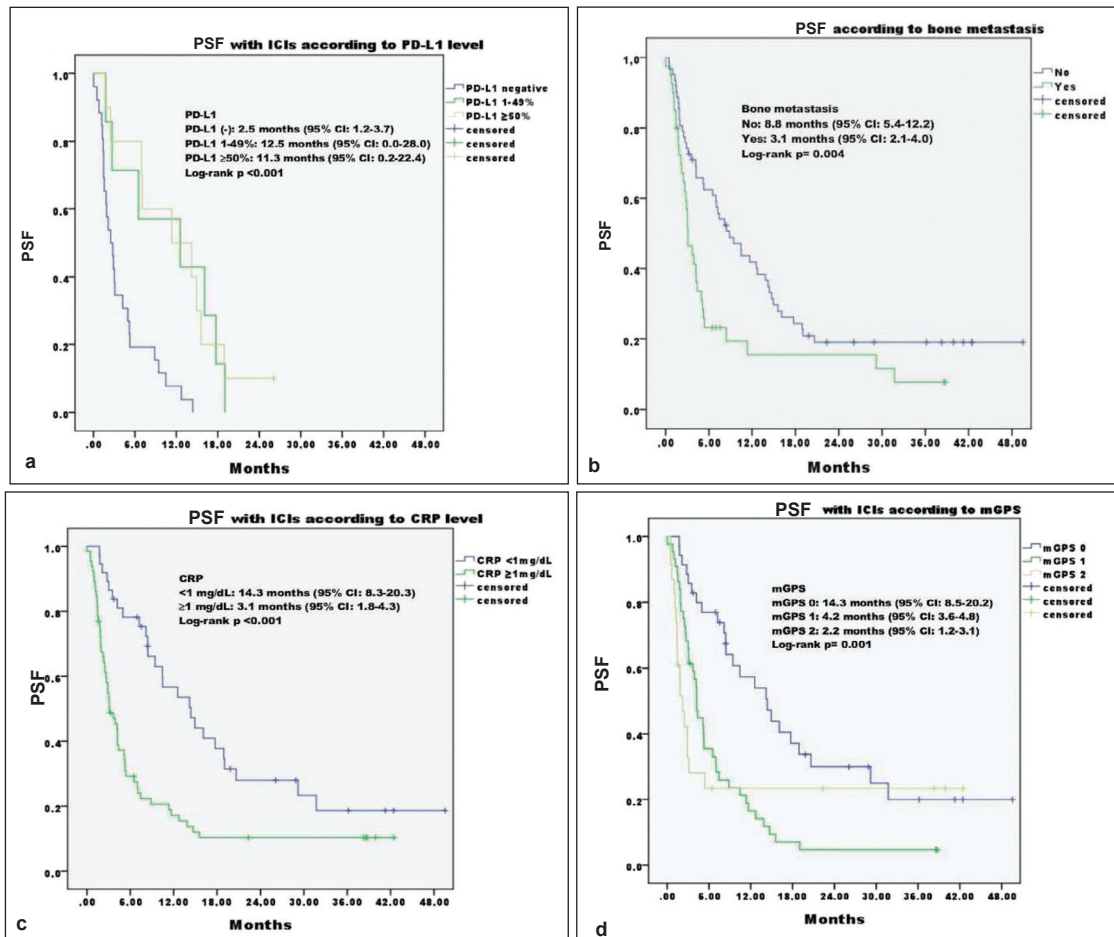 PSF with ICIs according to PD-L1 level
PSF
1.0
0.8
0.6
0.4
0.2
0.0
PD-L1
PD-L1 (-): 2.5 months (95% CI: 1.2-3.7)
PD-L1 1-49%: 12.5 months (95% CI: 0.0-28.0)
PD-L1 ≥50%: 11.3 months (95% CI: 0.2-22.4)
Log-rank p <0.001
PD-L1 negative
PD-L1 1-49%
PD-L1 ≥50%
censored
censored
censored
.00 6.00 12.00 18.00 24.00 30.00 36.00 42.00 48.00
Months
a
PSF according to bone metastasis
PSF
1.0
0.8
0.6
0.4
0.2
0.0
Bone metastasis
No: 8.8 months (95% CI: 5.4-12.2)
Yes: 3.1 months (95% CI: 2.1-4.0)
Log-rank p= 0.004
No
Yes
censored
censored
.00 6.00 12.00 18.00 24.00 30.00 36.00 42.00 48.00
Months
b
PSF with ICIs according to CRP level
PSF
1.0
0.8
0.6
0.4
0.2
0.0
CRP
<1 mg/dL: 14.3 months (95% CI: 8.3-20.3)
≥1 mg/dL: 3.1 months (95% CI: 1.8-4.3)
Log-rank p <0.001
CRP <1mg/dL
CRP ≥1mg/dL
censored
censored
.00 6.00 12.00 18.00 24.00 30.00 36.00 42.00 48.00
Months
c
PSF with ICIs according to mGPS
PSF
1.0
0.8
0.6
0.4
0.2
0.0
mGPS
mGPS 0: 14.3 months (95% CI: 8.5-20.2)
mGPS 1: 4.2 months (95% CI: 3.6-4.8)
mGPS 2: 2.2 months (95% CI: 1.2-3.1)
Log-rank p= 0.001
mGPS 0
mGPS 1
mGPS 2
censored
censored
censored
.00 6.00 12.00 18.00 24.00 30.00 36.00 42.00 48.00
Months
d